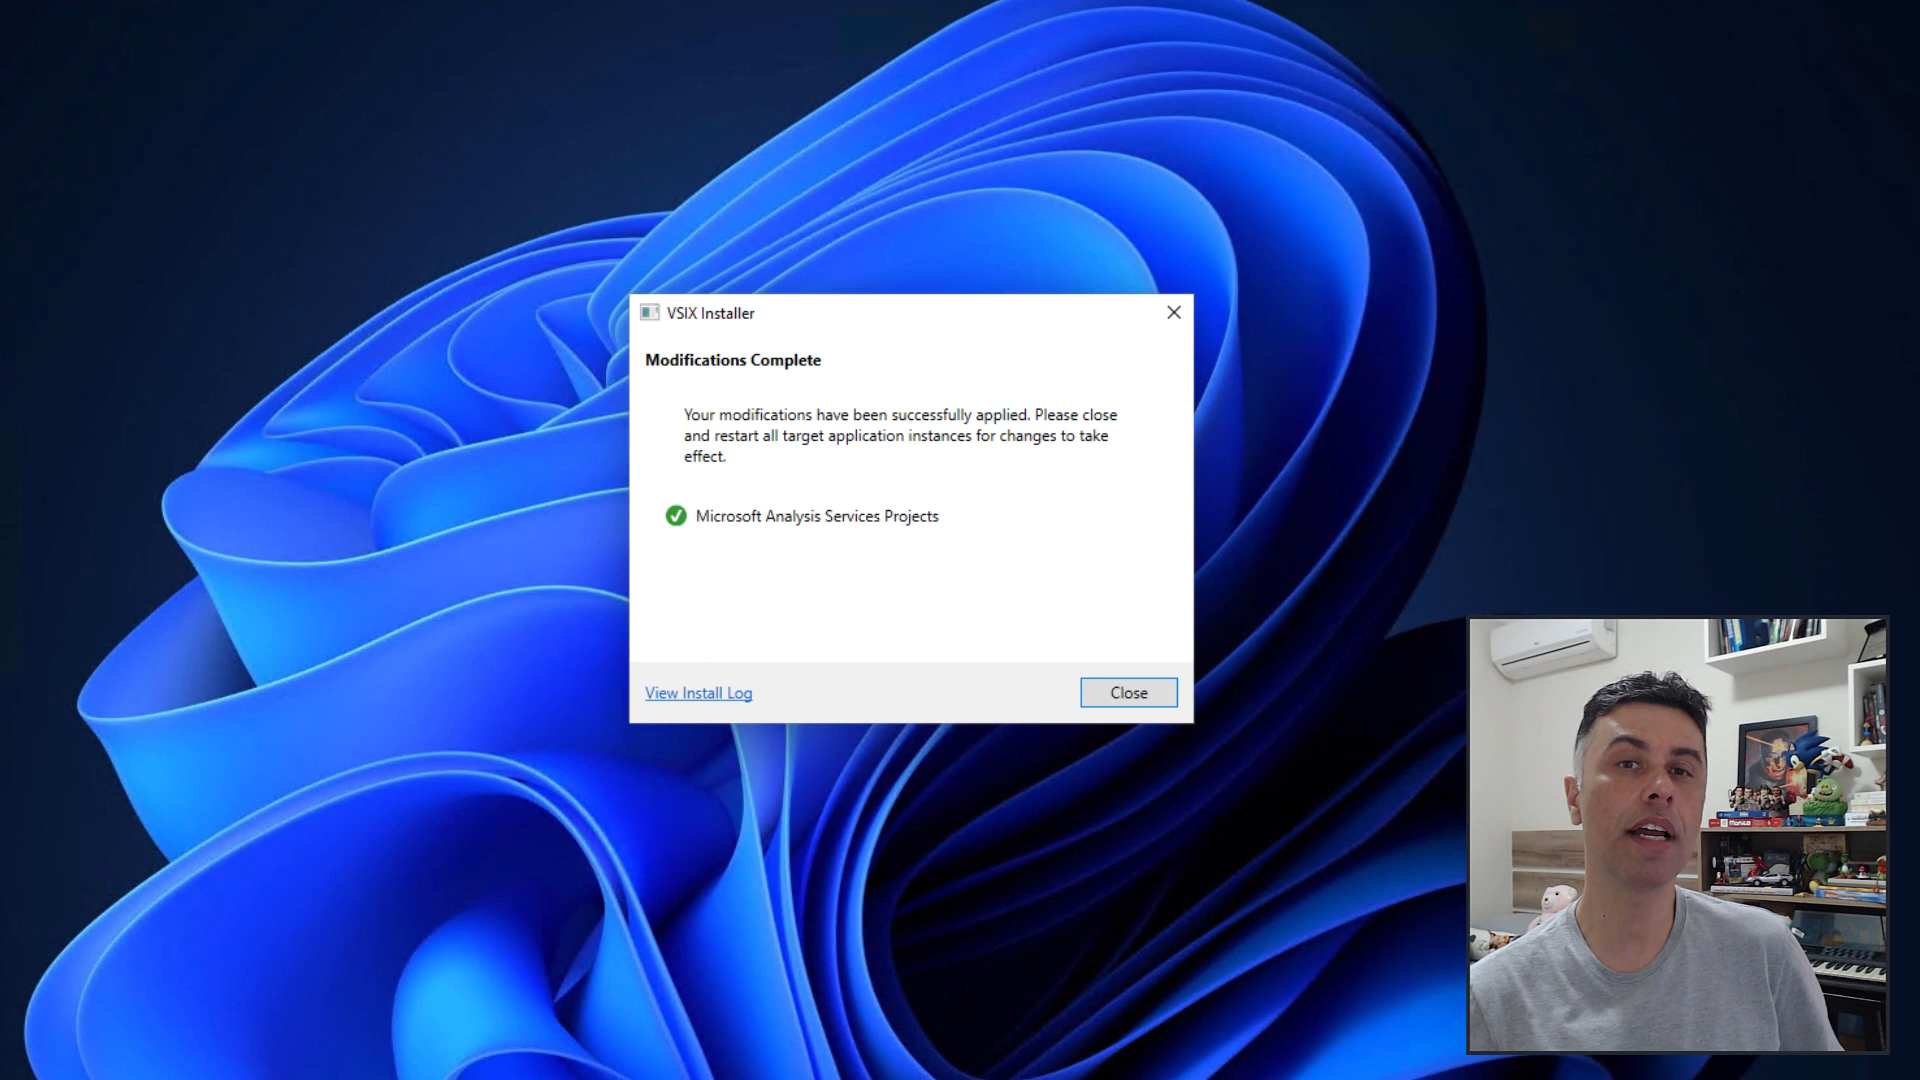 VSIX Installer
Modifications Complete
Your modifications have been successfully applied. Please close
and restart all target application instances for changes to take
effect.
Microsoft Analysis Services Projects
View Install Log
Close